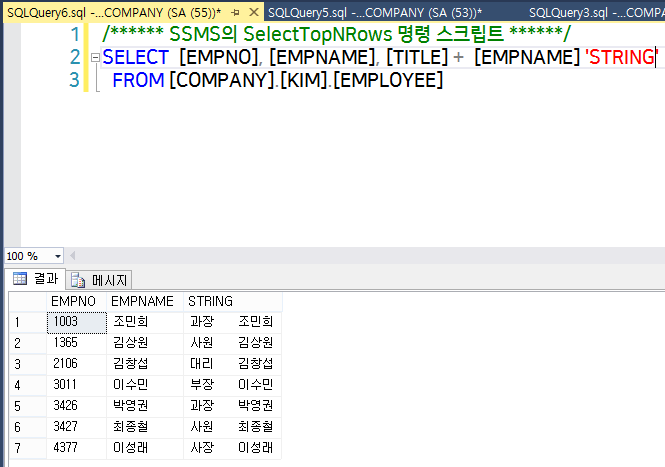 SQLQuery6.sql -...COMPANY (SA (55))* SQLQuery5.sql -...COMPANY (SA (53))* SQLQuery3.sql -...COMPA
1 /****** SSMS의 SelectTopNRows 명령 스크립트 ******/
2 SELECT [EMPNO], [EMPNAME], [TITLE] + [EMPNAME] 'STRING'
3 FROM [COMPANY].[KIM].[EMPLOYEE]
100 %
결과 메시지
EMPNO EMPNAME STRING
1 1003 조민희 과장 조민희
2 1365 김상원 사원 김상원
3 2106 김창섭 대리 김창섭
4 3011 이수민 부장 이수민
5 3426 박영권 과장 박영권
6 3427 최종철 사원 최종철
7 4377 이성래 사장 이성래